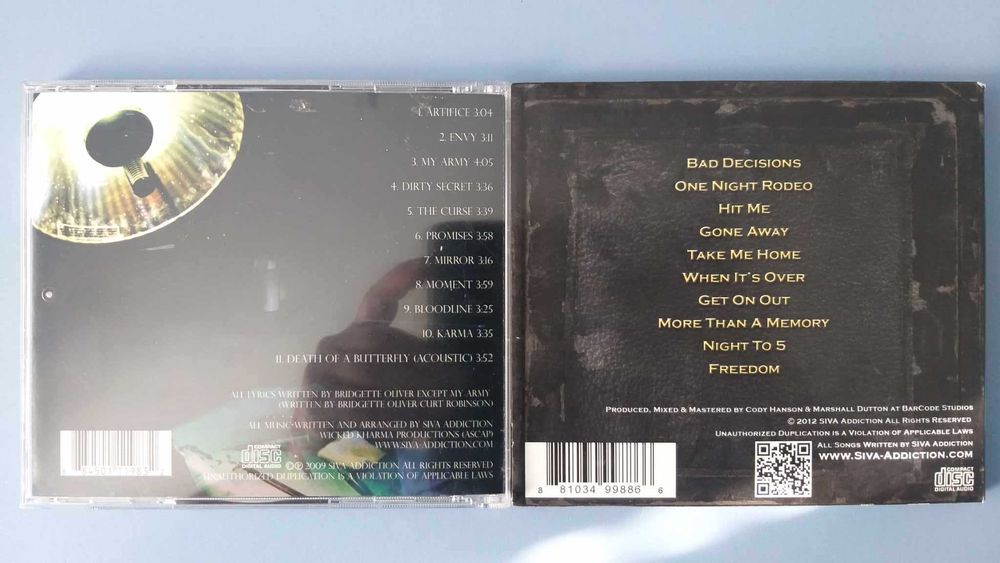 1. ARTIFICE 3:04
2. ENVY 3:11
3. MY ARMY 4:05
4. DIRTY SECRET 3:36
5. THE CURSE 3:39
6. PROMISES 3:58
7. MIRROR 3:16
8. MOMENT 3:59
9. BLOODLINE 3:25
10. KARMA 3:35
11. DEATH OF A BUTTERFLY (ACOUSTIC) 3:52
ALL LYRICS WRITTEN BY BRIDGETTE OLIVER EXCEPT MY ARMY
(WRITTEN BY BRIDGETTE OLIVER CURT ROBINSON)
ALL MUSIC WRITTEN AND ARRANGED BY SIVA ADDICTION
WICKED KHARMA PRODUCTIONS (ASCAP)
WWW.SIVA-ADDICTION.COM
COMPACT
disc
DIGITAL AUDIO
©℗ 2009 SIVA ADDICTION ALL RIGHTS RESERVED
UNAUTHORIZED DUPLICATION IS A VIOLATION OF APPLICABLE LAWS
BAD DECISIONS
ONE NIGHT RODEO
HIT ME
GONE AWAY
TAKE ME HOME
WHEN IT'S OVER
GET ON OUT
MORE THAN A MEMORY
NIGHT TO 5
FREEDOM
PRODUCED, MIXED & MASTERED BY CODY HANSON & MARSHALL DUTTON AT BARCODE STUDIOS
© 2012 SIVA ADDICTION ALL RIGHTS RESERVED
UNAUTHORIZED DUPLICATION IS A VIOLATION OF APPLICABLE LAWS
ALL SONGS WRITTEN BY SIVA ADDICTION
WWW.SIVA-ADDICTION.COM
8 81034 99886 6
COMPACT
disc
DIGITAL AUDIO